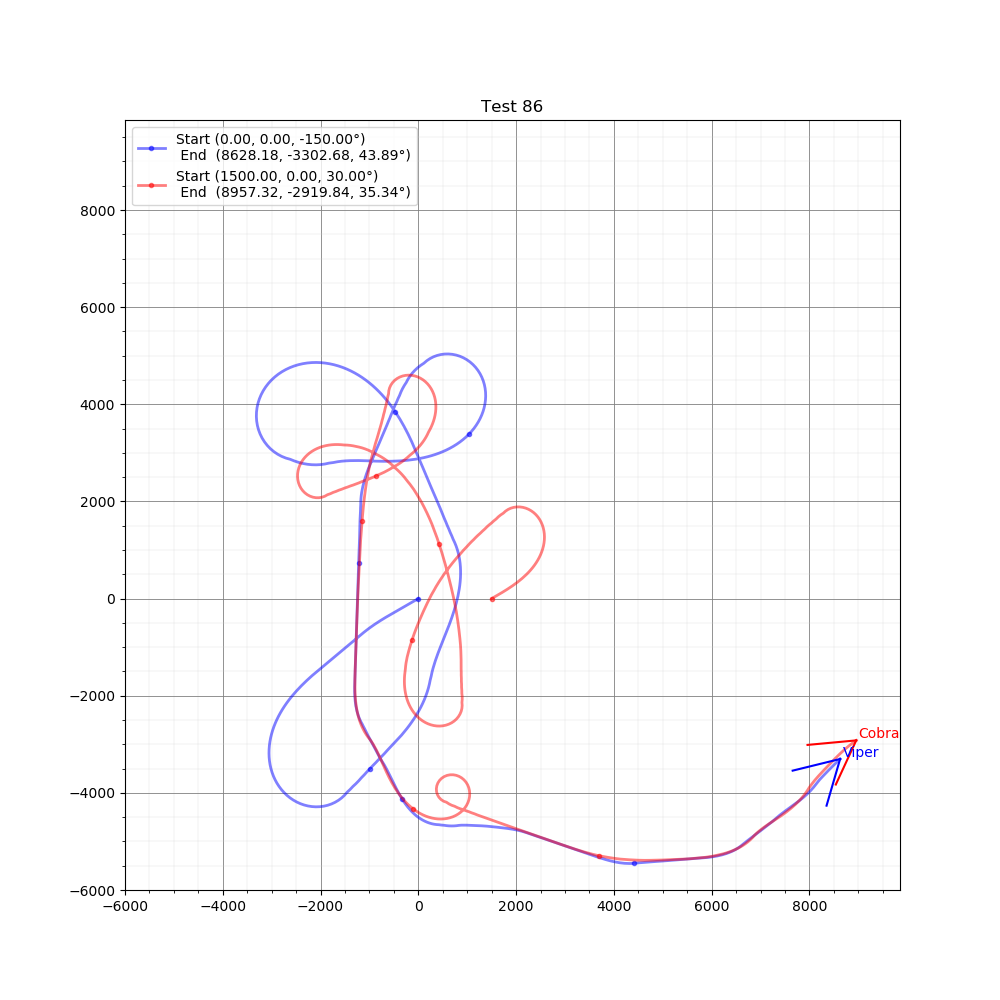 Test 86
Start (0.00, 0.00, -150.00°)
End (8628.18, -3302.68, 43.89°)
Start (1500.00, 0.00, 30.00°)
End (8957.32, -2919.84, 35.34°)
8000
6000
4000
2000
0
−2000
−4000
−6000
Cobra
Viper
−6000 −4000 −2000 0 2000 4000 6000 8000